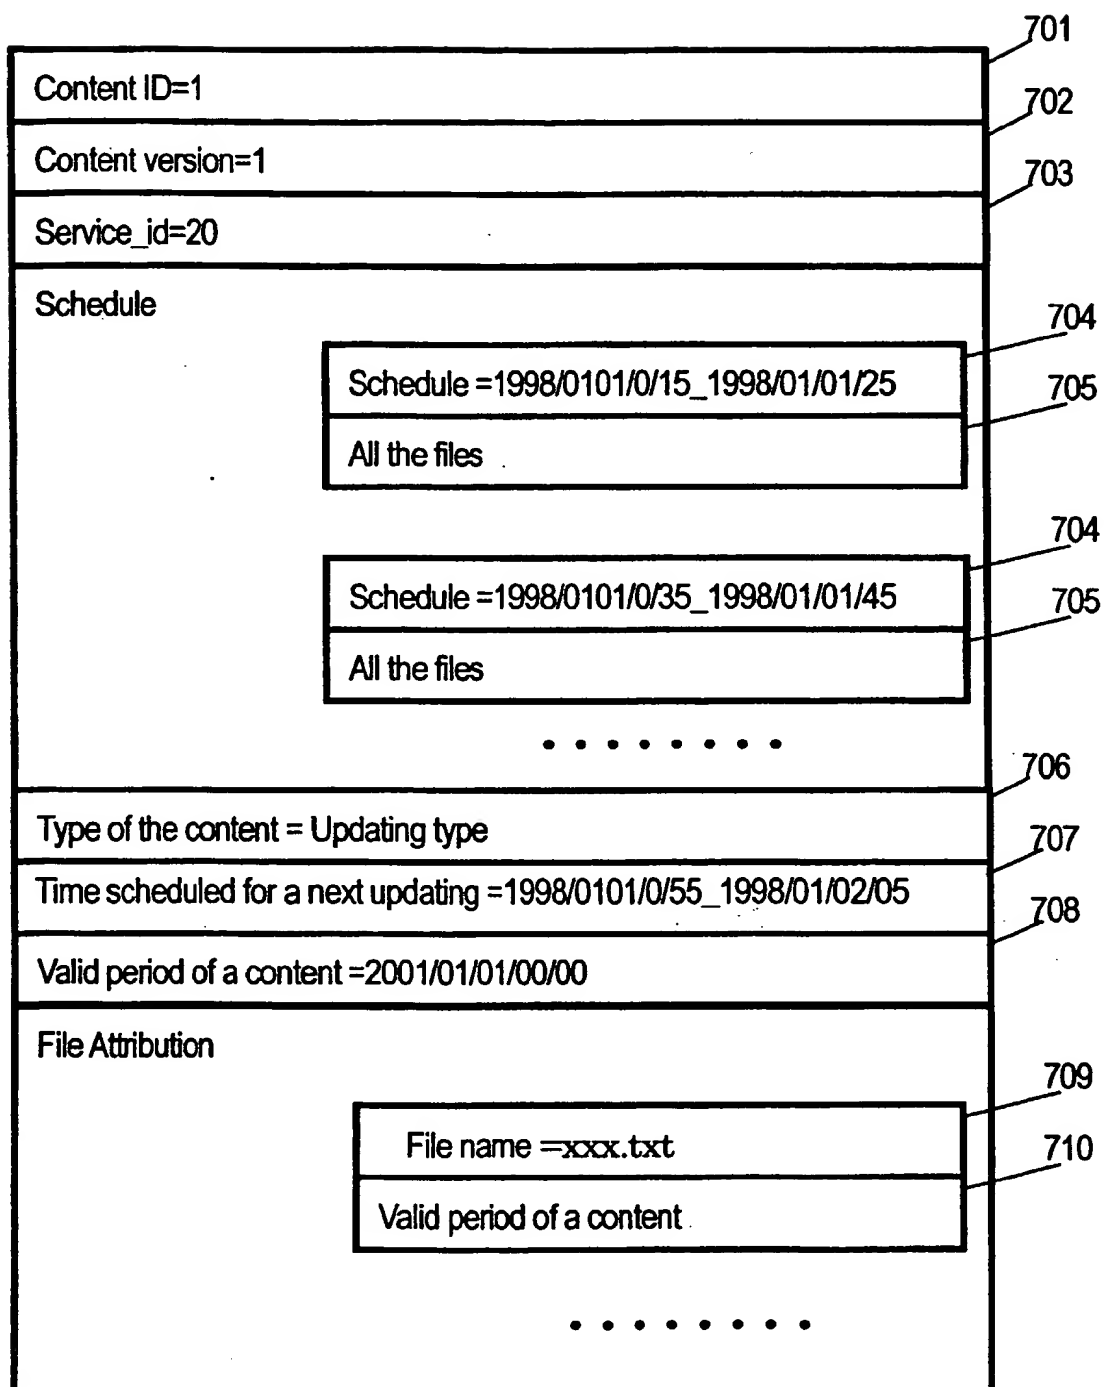 701
Content ID=1
702
Content version=1
703
Service_id=20
Schedule
704
Schedule =1998/0101/0/15_1998/01/01/25
705
All the files
704
Schedule =1998/0101/0/35_1998/01/01/45
705
All the files
706
Type of the content = Updating type
707
Time scheduled for a next updating =1998/0101/0/55_1998/01/02/05
708
Valid period of a content =2001/01/01/00/00
File Attribution
709
File name =xxx.txt
710
Valid period of a content